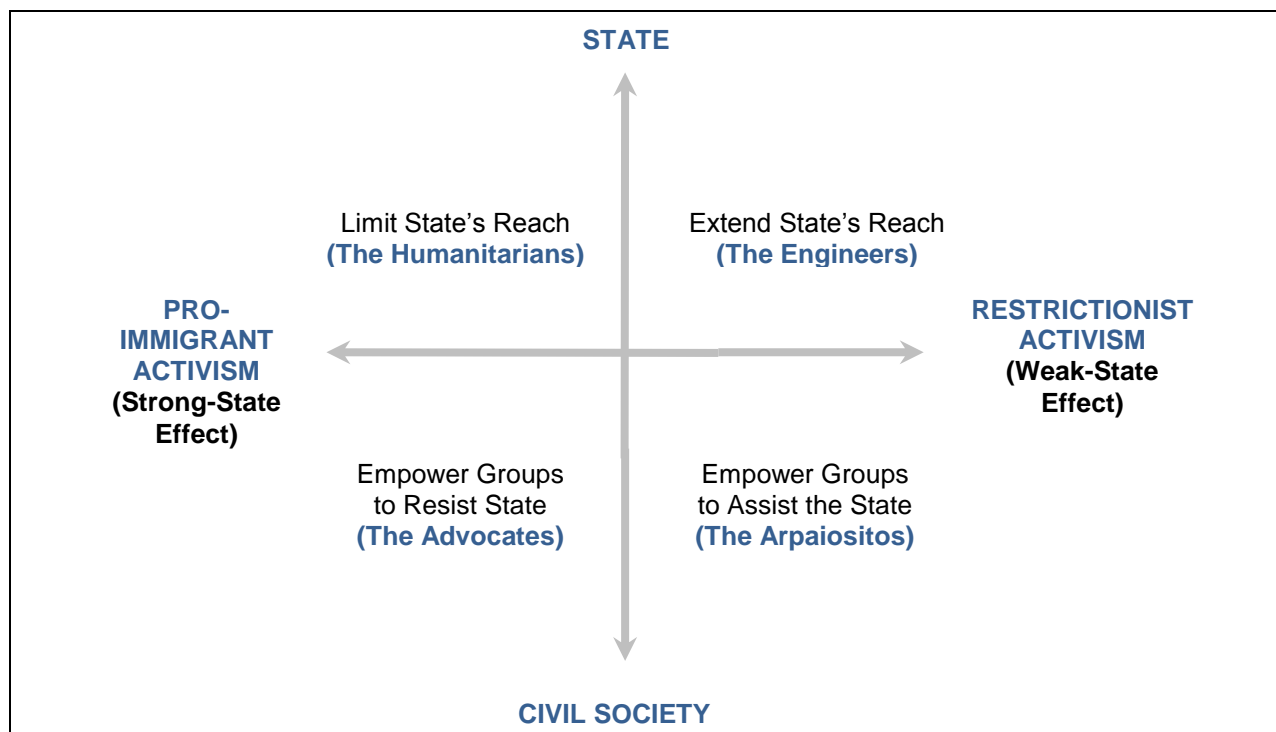 STATE
Limit State’s Reach
(The Humanitarians)
Extend State’s Reach
(The Engineers)
PRO-
IMMIGRANT
ACTIVISM
(Strong-State
Effect)
RESTRICTIONIST
ACTIVISM
(Weak-State
Effect)
Empower Groups
to Resist State
(The Advocates)
Empower Groups
to Assist the State
(The Arpaiositos)
CIVIL SOCIETY